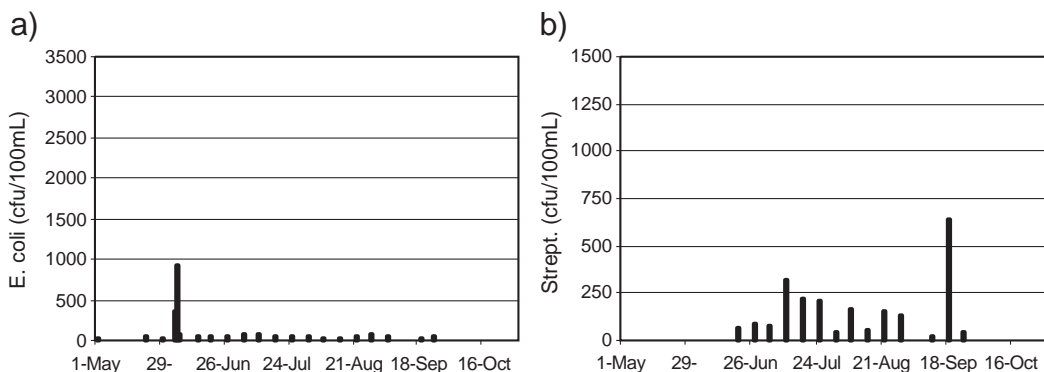 a)
E. coli (cfu/100mL)
3500
3000
2500
2000
1500
1000
500
0
1-May 29- 26-Jun 24-Jul 21-Aug 18-Sep 16-Oct
b)
Strept. (cfu/100mL)
1500
1250
1000
750
500
250
0
1-May 29- 26-Jun 24-Jul 21-Aug 18-Sep 16-Oct